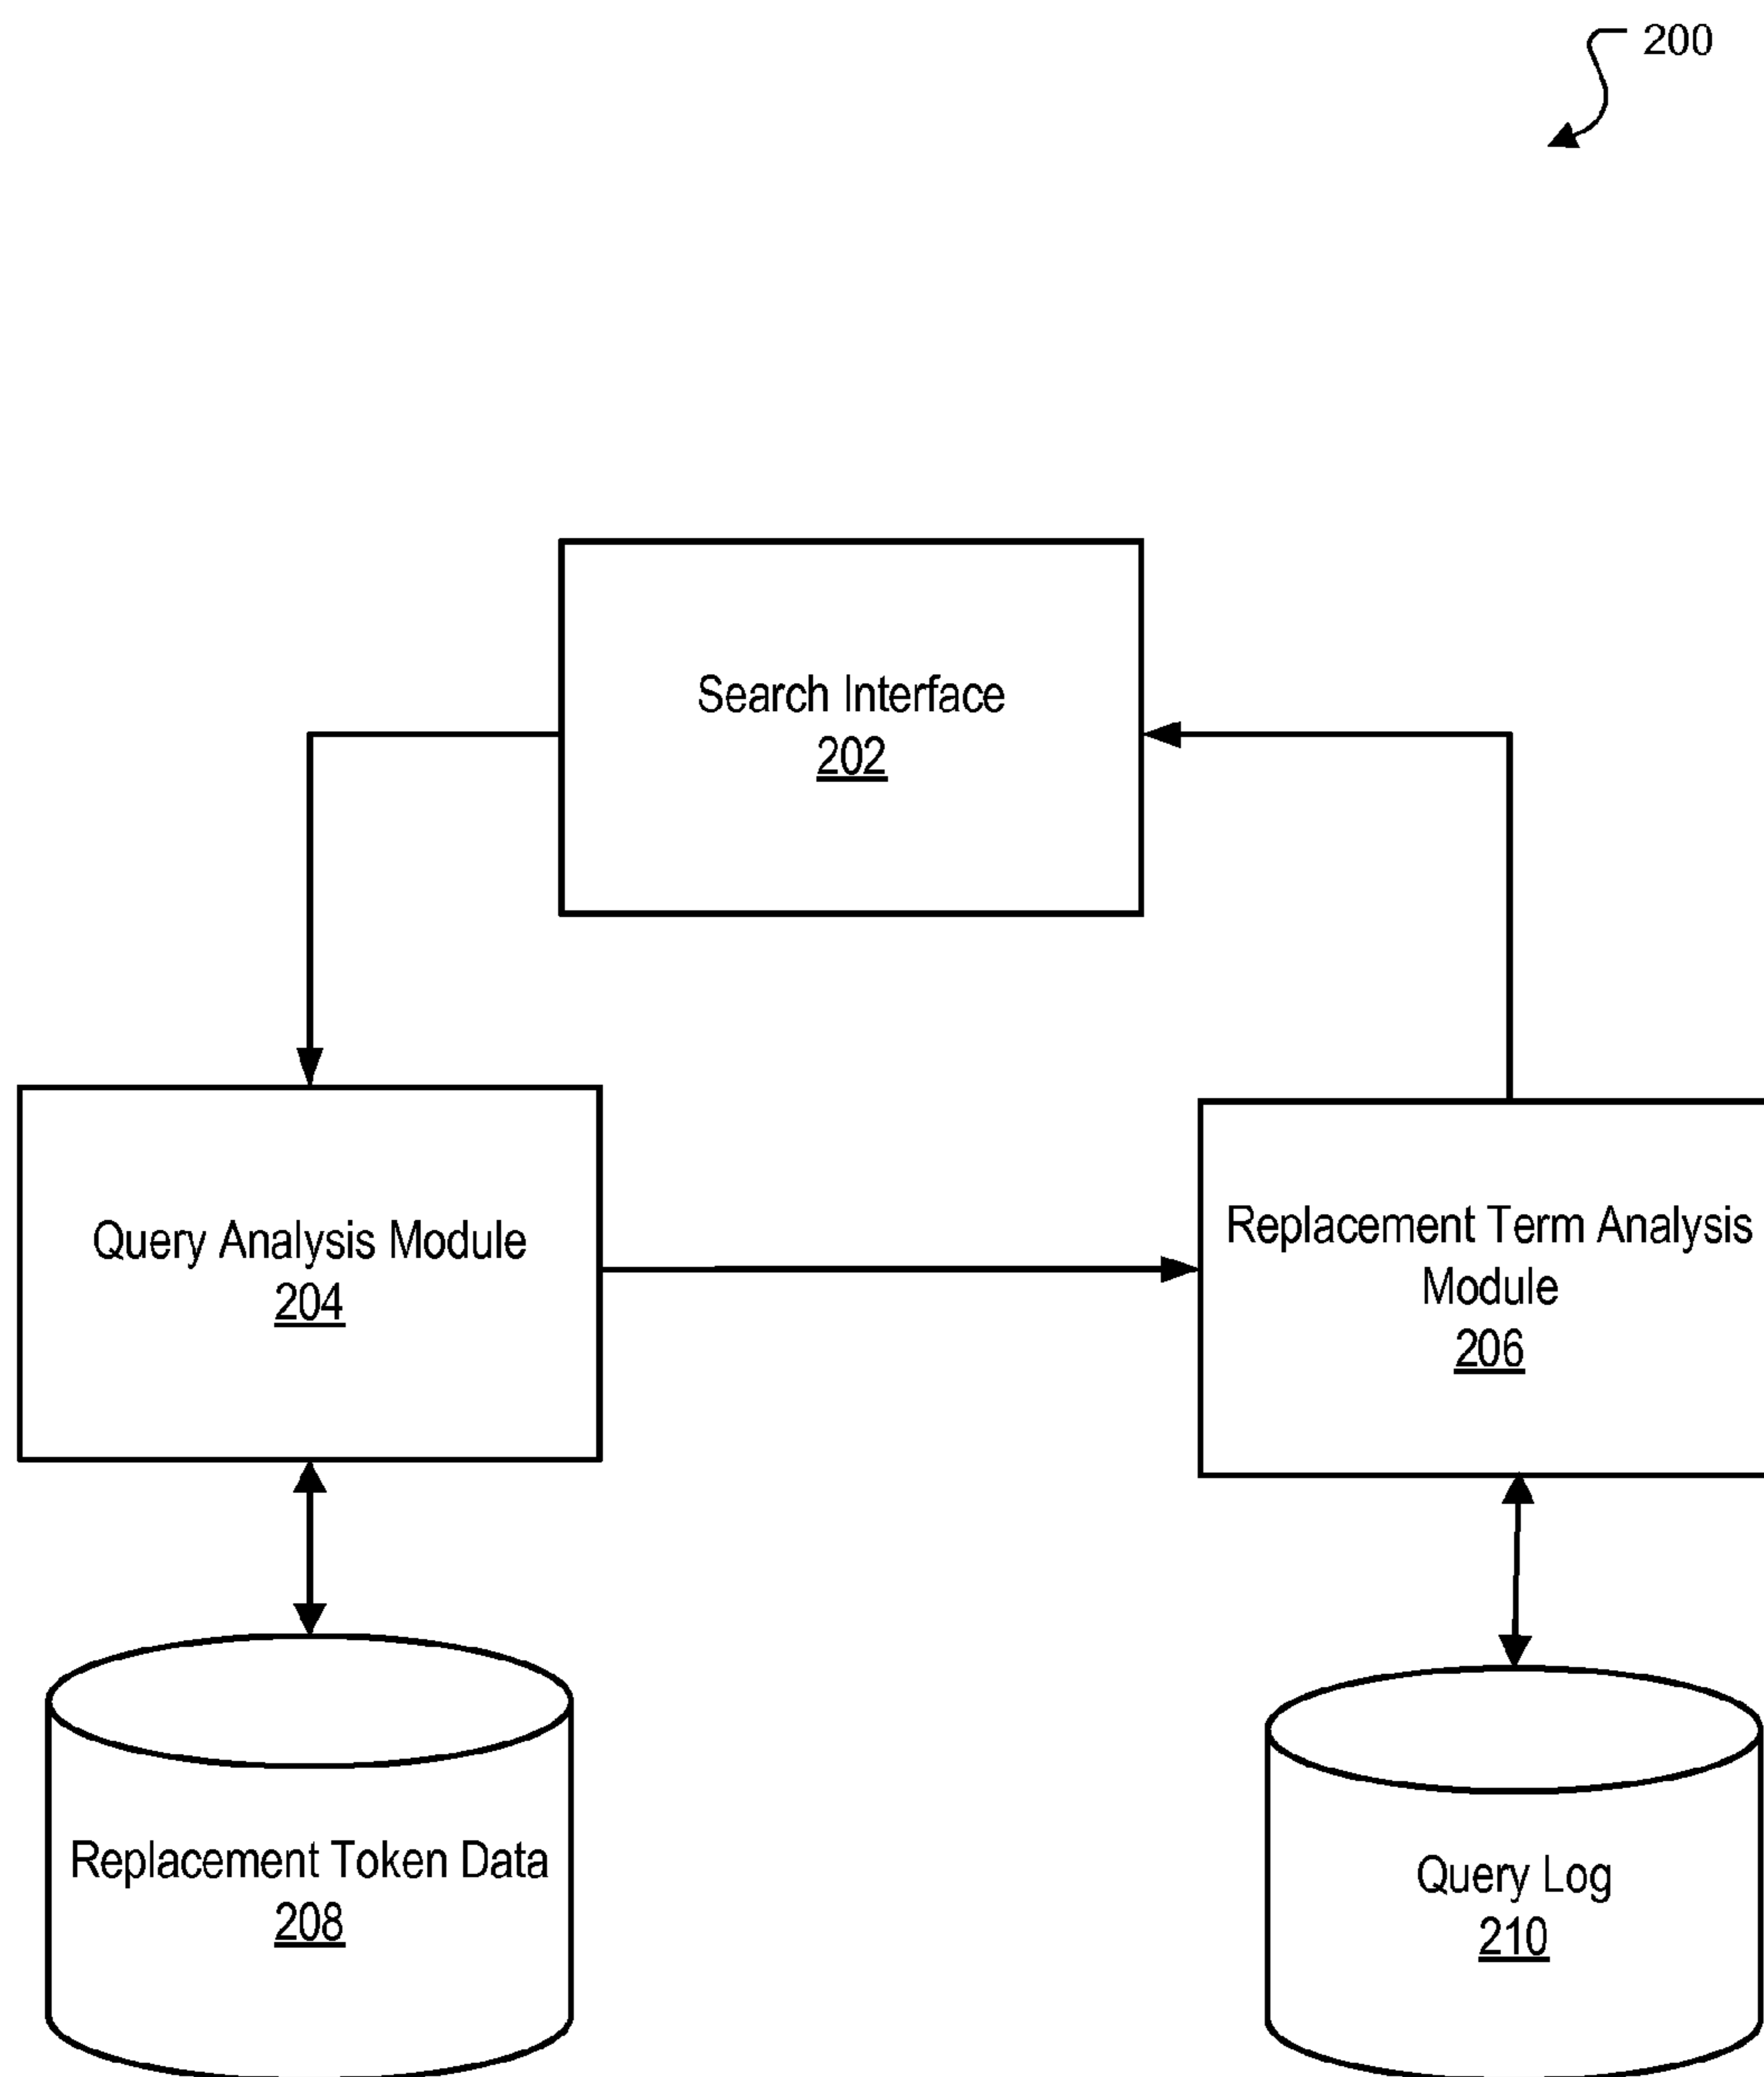 200
Search Interface
202
Query Analysis Module
204
Replacement Term Analysis
Module
206
Replacement Token Data
208
Query Log
210